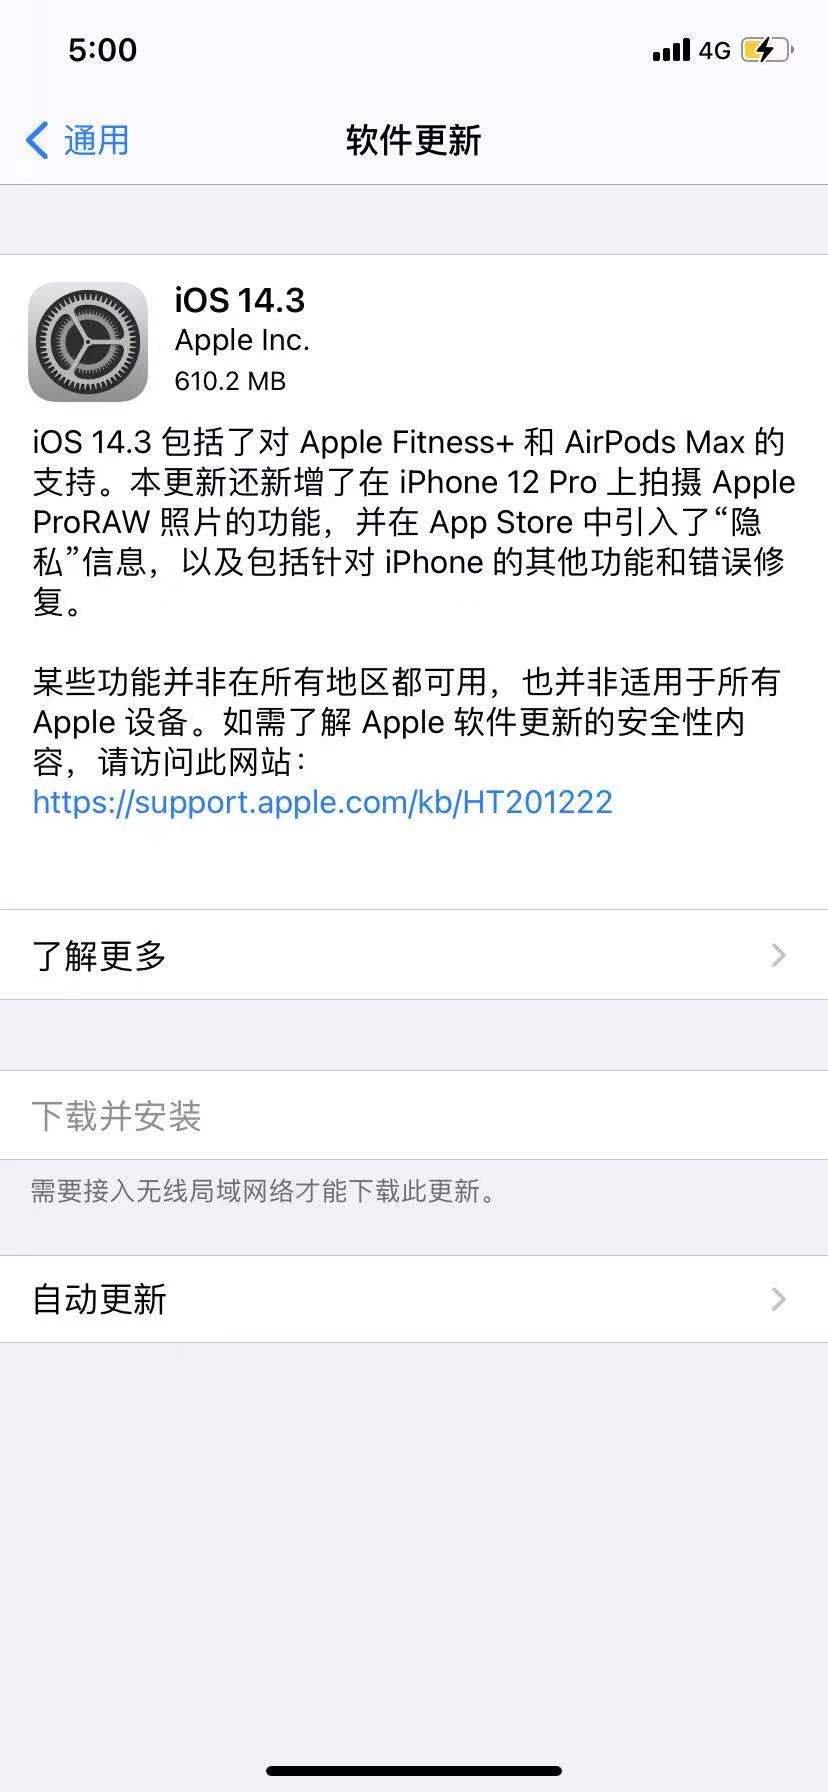 5:00
4G
通用
软件更新
iOS 14.3
Apple Inc.
610.2 MB
iOS 14.3 包括了对 Apple Fitness+ 和 AirPods Max 的
支持。本更新还新增了在 iPhone 12 Pro 上拍摄 Apple
ProRAW 照片的功能，并在 App Store 中引入了“隐
私”信息，以及包括针对 iPhone 的其他功能和错误修
复。
某些功能并非在所有地区都可用，也并非适用于所有
Apple 设备。如需了解 Apple 软件更新的安全性内
容，请访问此网站：
https://support.apple.com/kb/HT201222
了解更多
下载并安装
需要接入无线局域网络才能下载此更新。
自动更新